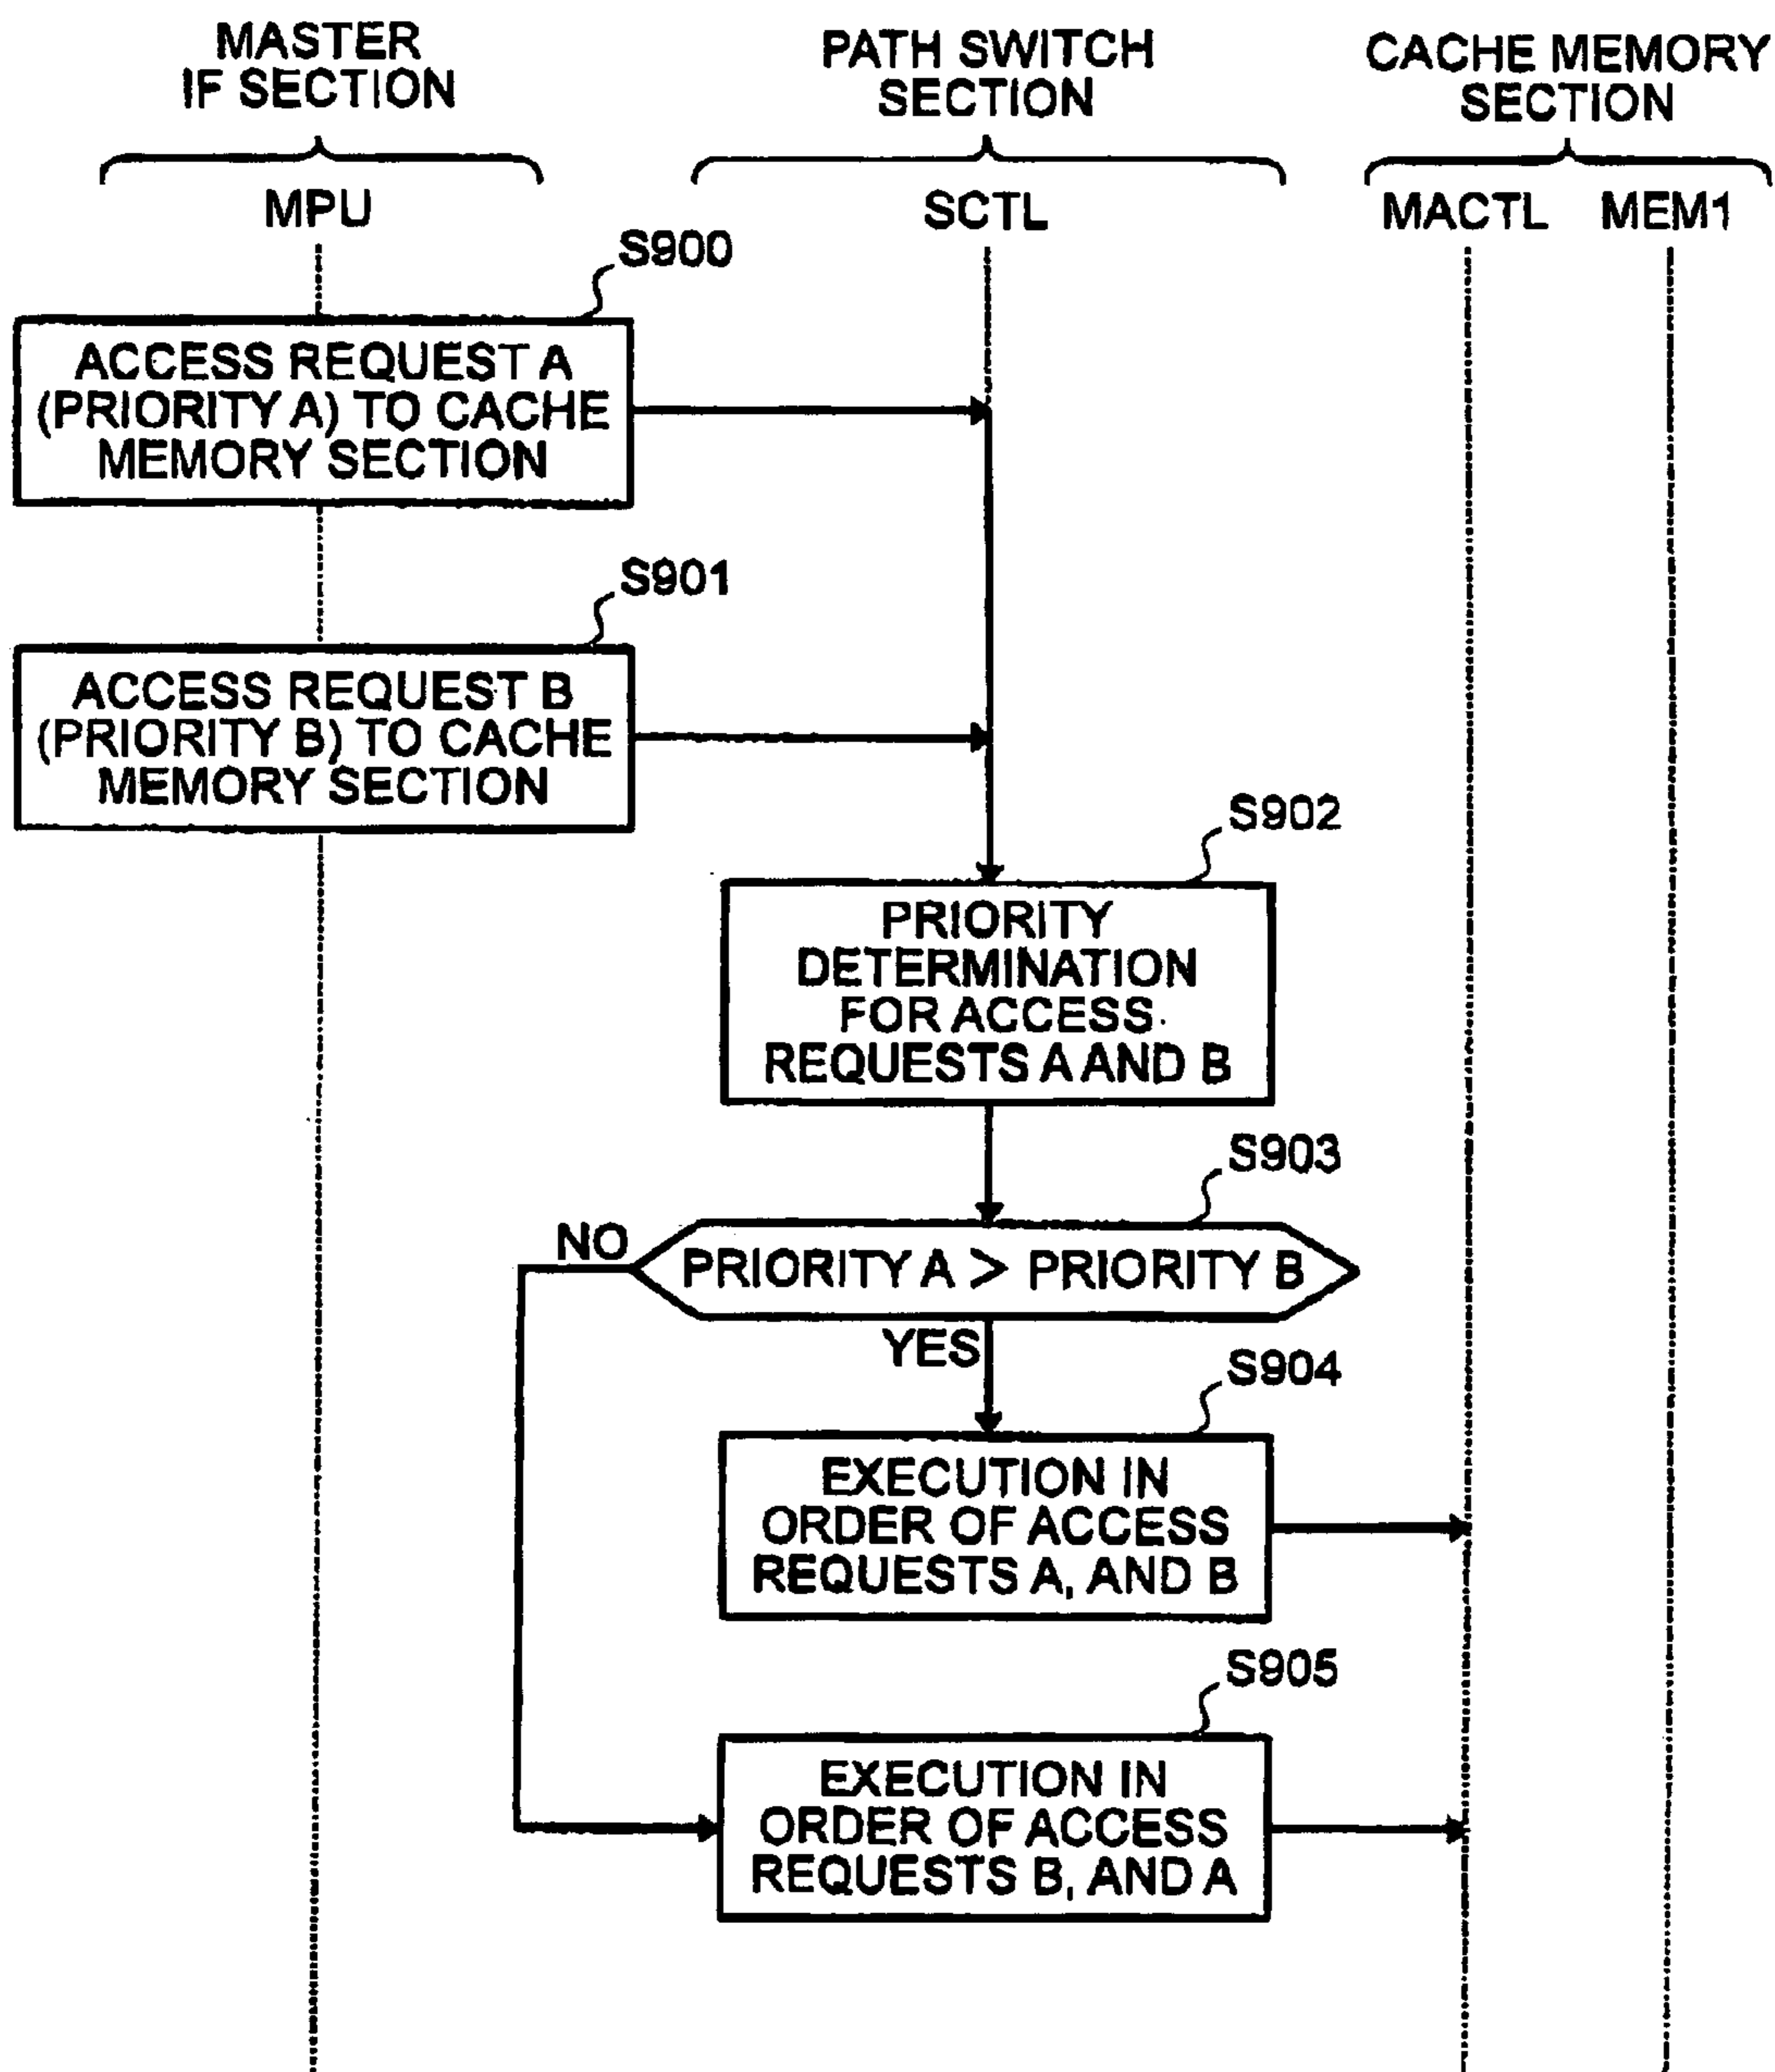 MASTER
IF SECTION
PATH SWITCH
SECTION
CACHE MEMORY
SECTION
MPU
SCTL
MACTL
MEM1
S900
ACCESS REQUEST A
(PRIORITY A) TO CACHE
MEMORY SECTION
S901
ACCESS REQUEST B
(PRIORITY B) TO CACHE
MEMORY SECTION
S902
PRIORITY
DETERMINATION
FOR ACCESS
REQUESTS A AND B
S903
NO
PRIORITY A > PRIORITY B
YES
S904
EXECUTION IN
ORDER OF ACCESS
REQUESTS A, AND B
S905
EXECUTION IN
ORDER OF ACCESS
REQUESTS B, AND A